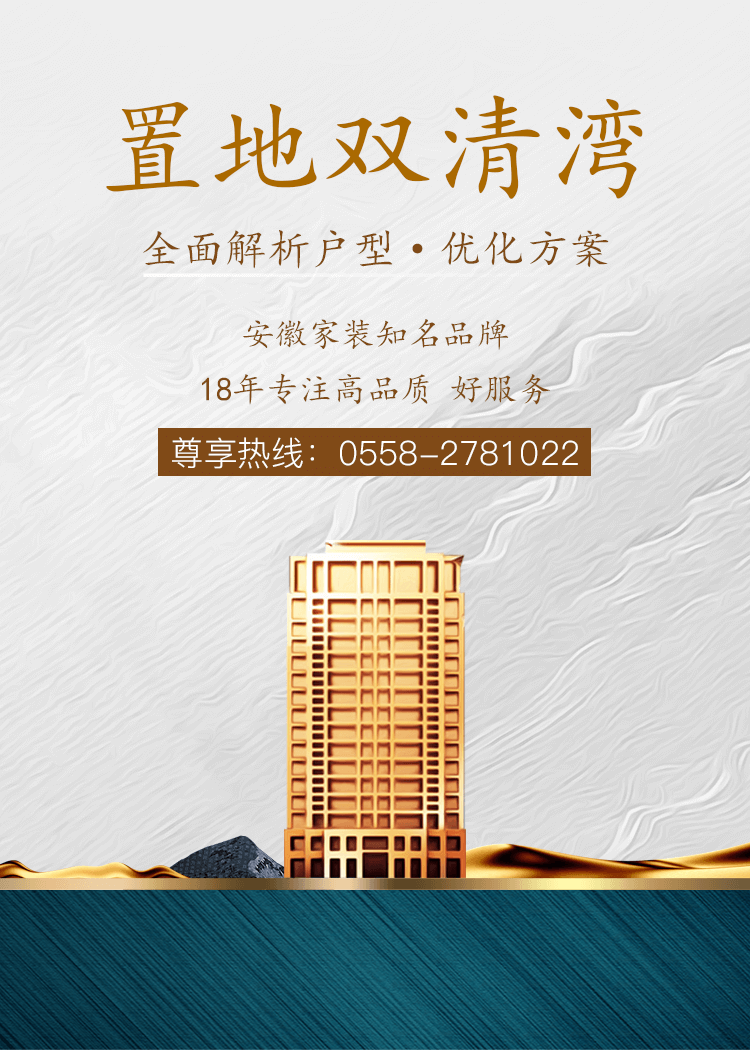 置地双清湾
全面解析户型·优化方案
安徽家装知名品牌
18年专注高品质 好服务
尊享热线：0558-2781022